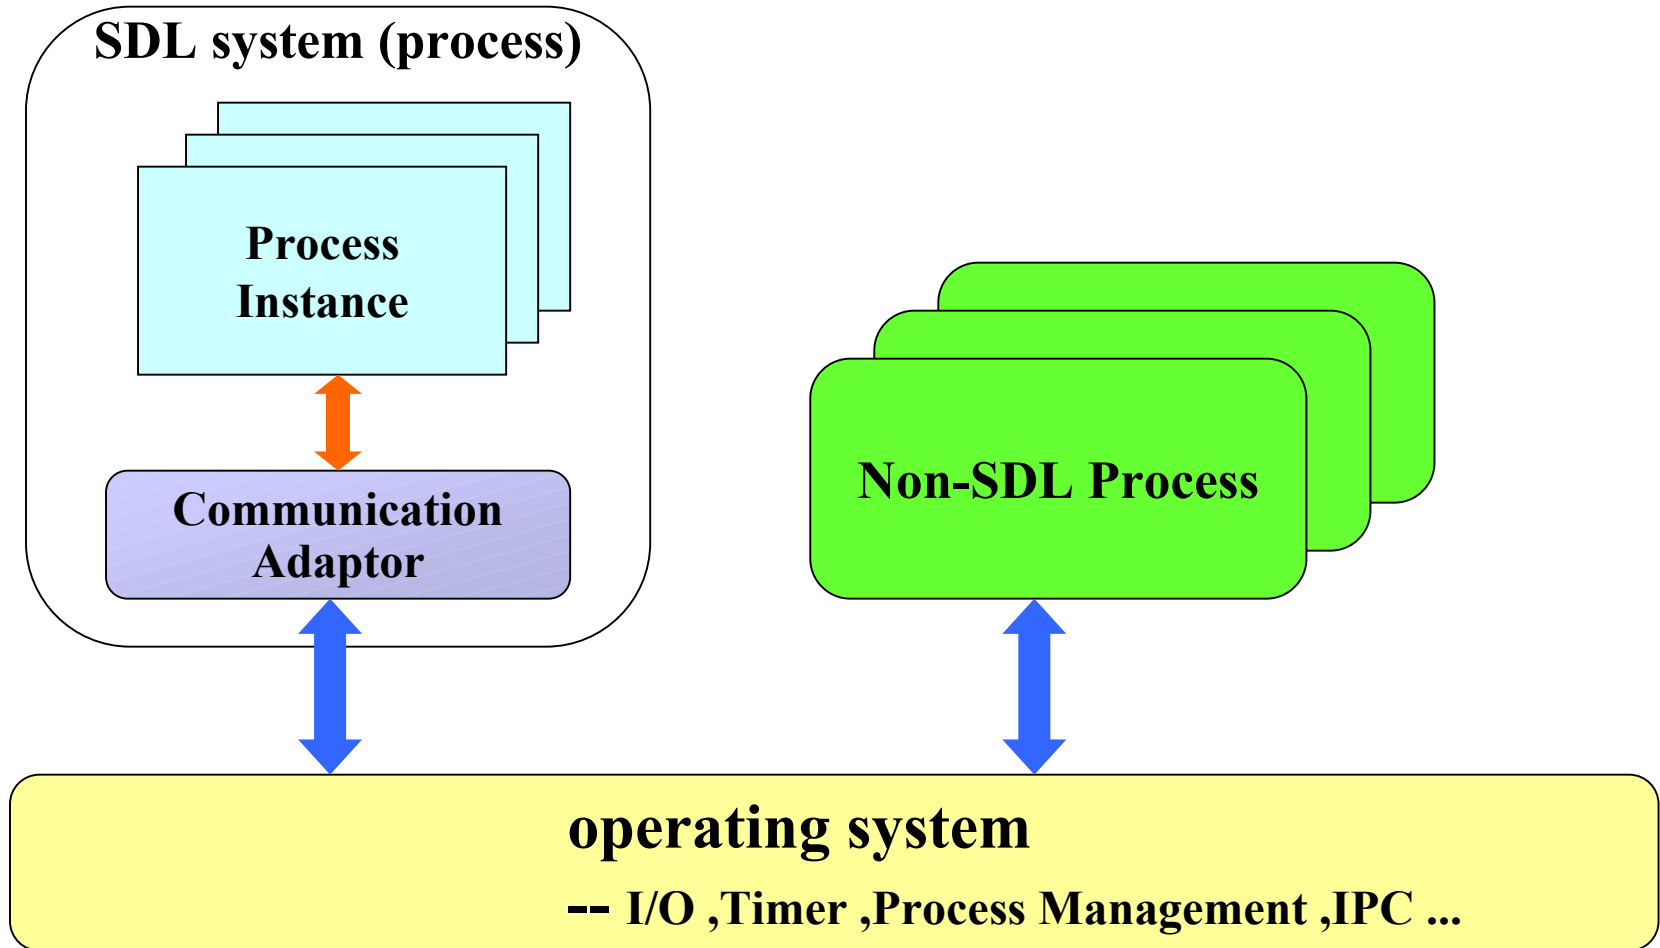 SDL system (process)
Process
Instance
Communication
Adaptor
Non-SDL Process
operating system
-- I/O ,Timer ,Process Management ,IPC ...